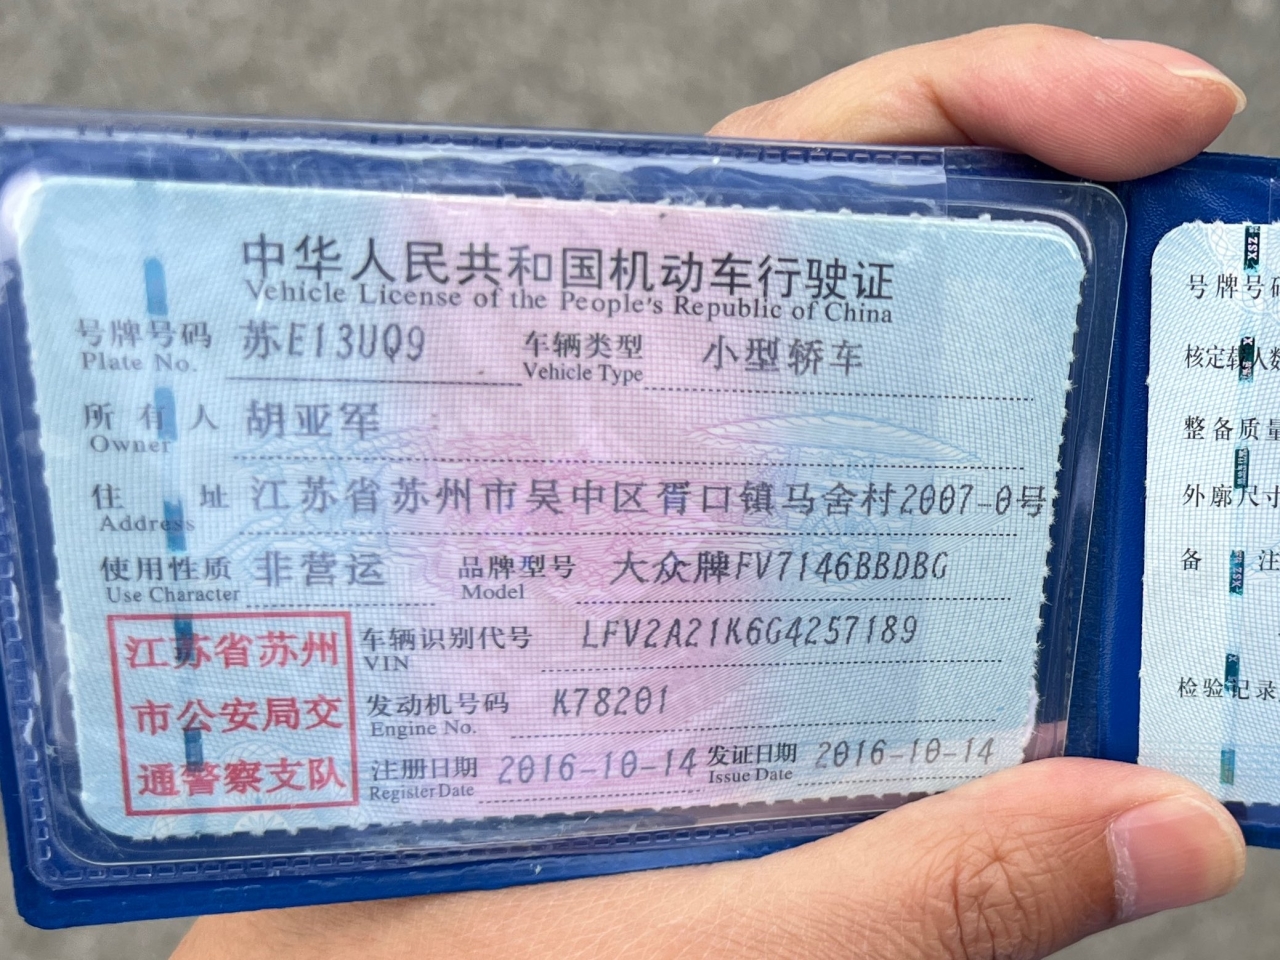 中华人民共和国机动车行驶证
Vehicle License of the People's Republic of China
号牌号码 苏E13UQ9 车辆类型 小型轿车
Plate No. Vehicle Type
所有人 胡亚军
Owner
住址 江苏省苏州市吴中区胥口镇马舍村2007-0号
Address
使用性质 非营运 品牌型号 大众牌FV7146BBDBG
Use Character Model
车辆识别代号 LFV2A21K6G4257189
VIN
发动机号码 K78201
Engine No.
注册日期 2016-10-14 发证日期 2016-10-14
Register Date Issue Date
江苏省苏州
市公安局交
通警察支队
号牌号码
核定载人数
整备质量
外廓尺寸
备注
检验记录